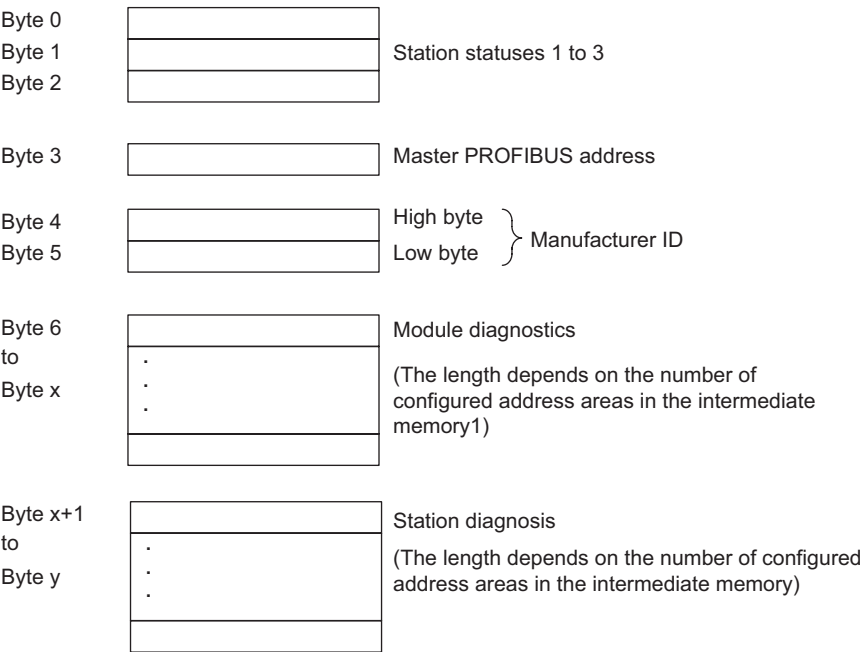 Byte 0
Byte 1
Station statuses 1 to 3
Byte 2
Byte 3
Master PROFIBUS address
Byte 4
High byte
Byte 5
Low byte
Manufacturer ID
Byte 6
to
Byte x
Module diagnostics
(The length depends on the number of
configured address areas in the intermediate
memory1)
Byte x+1
to
Byte y
Station diagnosis
(The length depends on the number of configured
address areas in the intermediate memory)